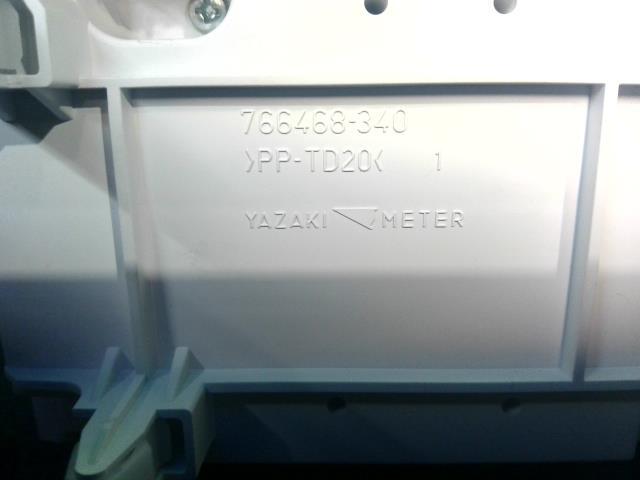 766468-340
>PP-TD20< 1
YAZAKI METER